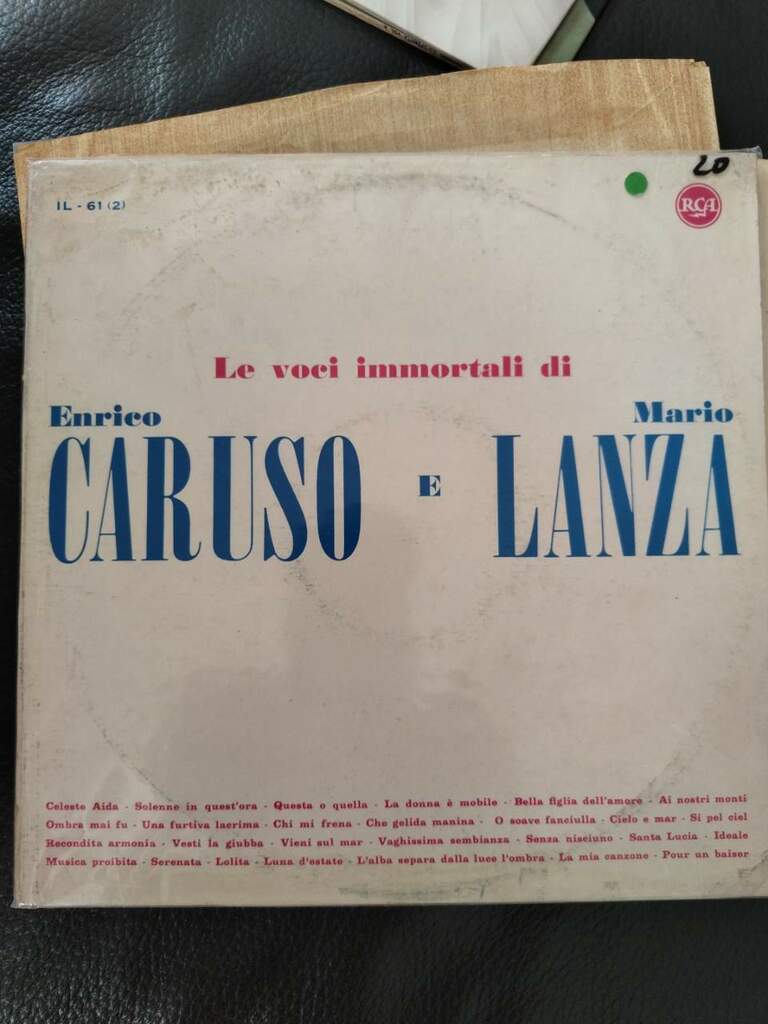 20
IL - 61 (2)
RCA
Le voci immortali di
Enrico Mario
CARUSO E LANZA
Celeste Aida - Solenne in quest'ora - Questa o quella - La donna è mobile - Bella figlia dell'amore - Ai nostri monti
Ombra mai fu - Una furtiva lacrima - Chi mi frena - Che gelida manina - O soave fanciulla - Cielo e mar - Si pel ciel
Recondita armonia - Vesti la giubba - Vieni sul mar - Vaghissima sembianza - Senza nisciuno - Santa Lucia - Ideale
Musica proibita - Serenata - Lolita - Luna d'estate - L'alba separa dalla luce l'ombra - La mia canzone - Pour un baiser